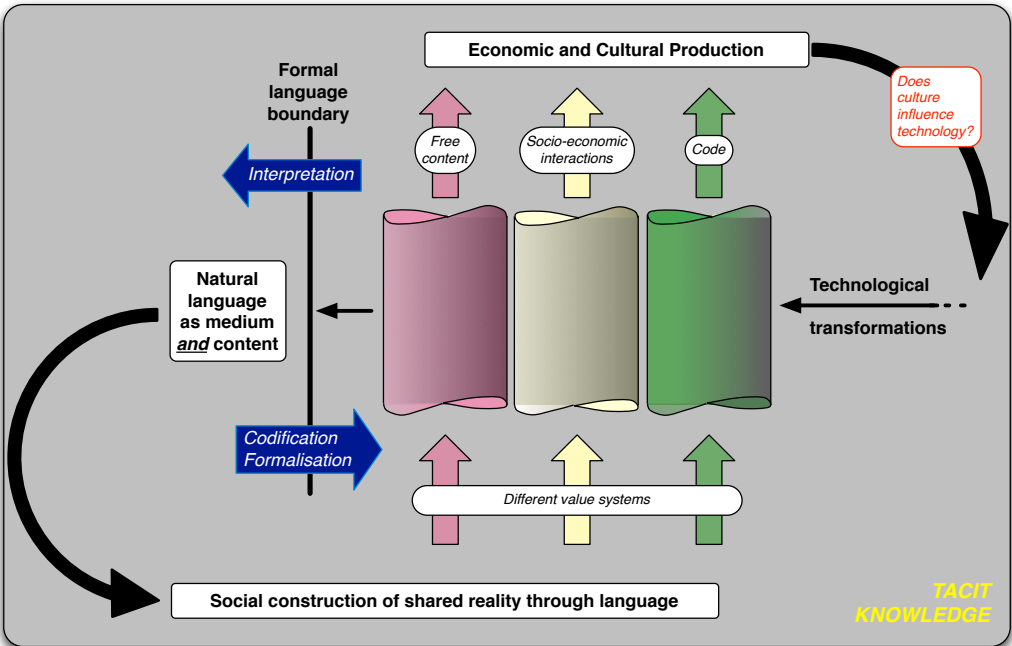 Economic and Cultural Production
Formal
language
boundary
Does
culture
influence
technology?
Free
content
Socio-economic
interactions
Code
Interpretation
Natural
language
as medium
and content
Technological
transformations
Codification
Formalisation
Different value systems
Social construction of shared reality through language
TACIT
KNOWLEDGE